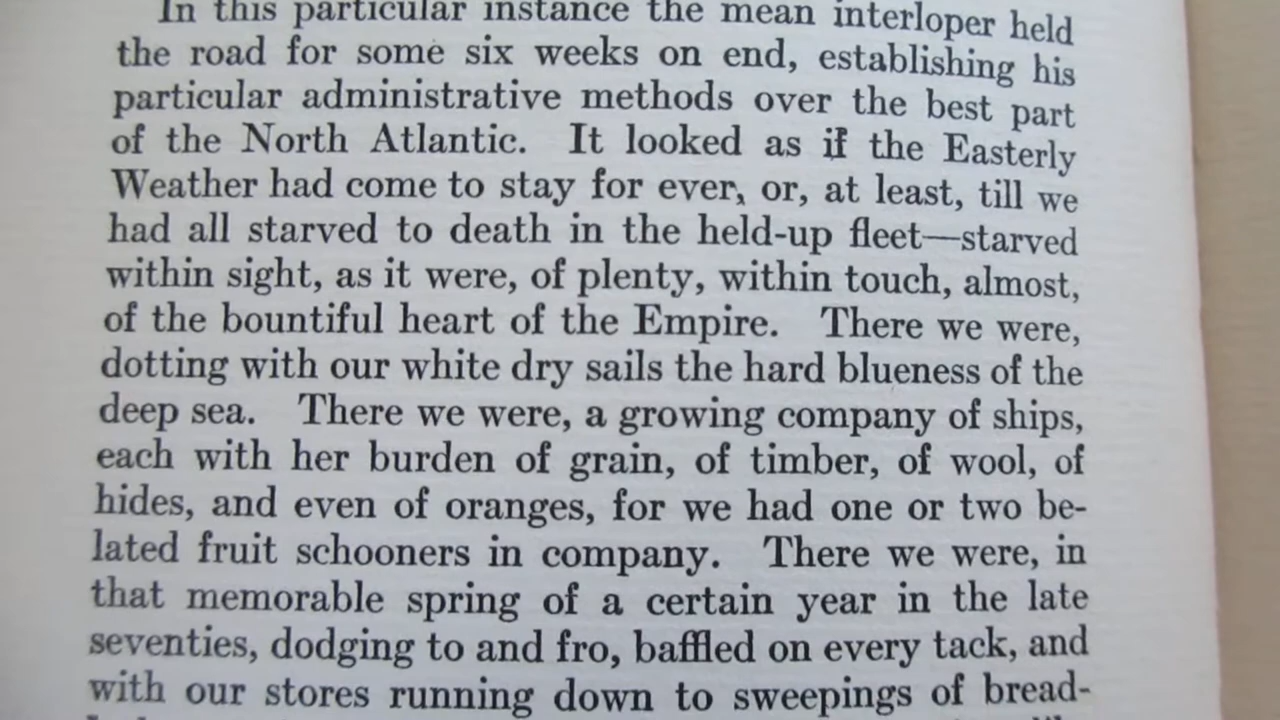 In this particular instance the mean interloper held
the road for some six weeks on end, establishing his
particular administrative methods over the best part
of the North Atlantic. It looked as if the Easterly
Weather had come to stay for ever, or, at least, till we
had all starved to death in the held-up fleet—starved
within sight, as it were, of plenty, within touch, almost,
of the bountiful heart of the Empire. There we were,
dotting with our white dry sails the hard blueness of the
deep sea. There we were, a growing company of ships,
each with her burden of grain, of timber, of wool, of
hides, and even of oranges, for we had one or two be-
lated fruit schooners in company. There we were, in
that memorable spring of a certain year in the late
seventies, dodging to and fro, baffled on every tack, and
with our stores running down to sweepings of bread-